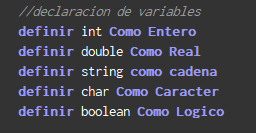 //declaracion de variables
definir int Como Entero
definir double Como Real
definir string como cadena
definir char Como Caracter
definir boolean Como Logico